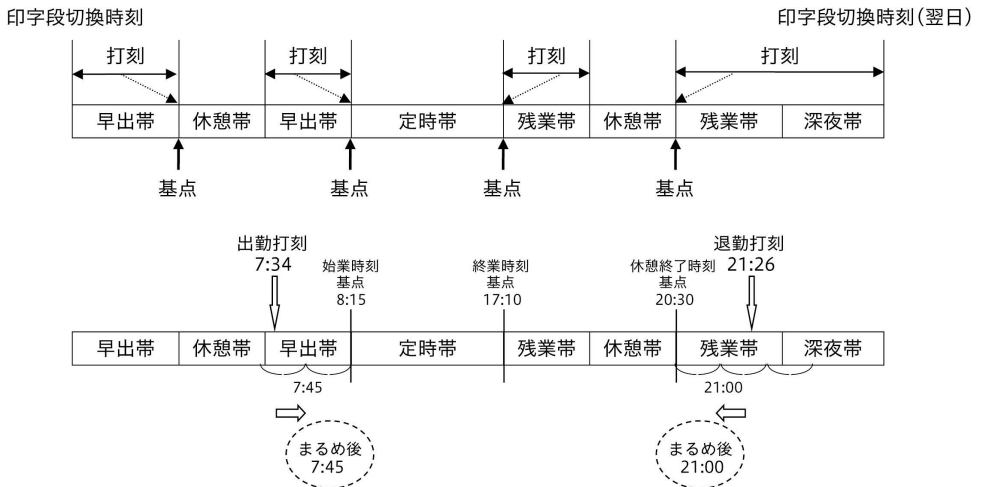 印字段切換時刻
印字段切換時刻(翌日)
打刻
打刻
打刻
打刻
早出帯
休憩帯
早出帯
定時帯
残業帯
休憩帯
残業帯
深夜帯
基点
基点
基点
基点
出勤打刻
7:34
始業時刻
基点
8:15
終業時刻
基点
17:10
休憩終了時刻
基点
20:30
退勤打刻
21:26
早出帯
休憩帯
早出帯
定時帯
残業帯
休憩帯
残業帯
深夜帯
7:45
21:00
まるめ後
7:45
まるめ後
21:00